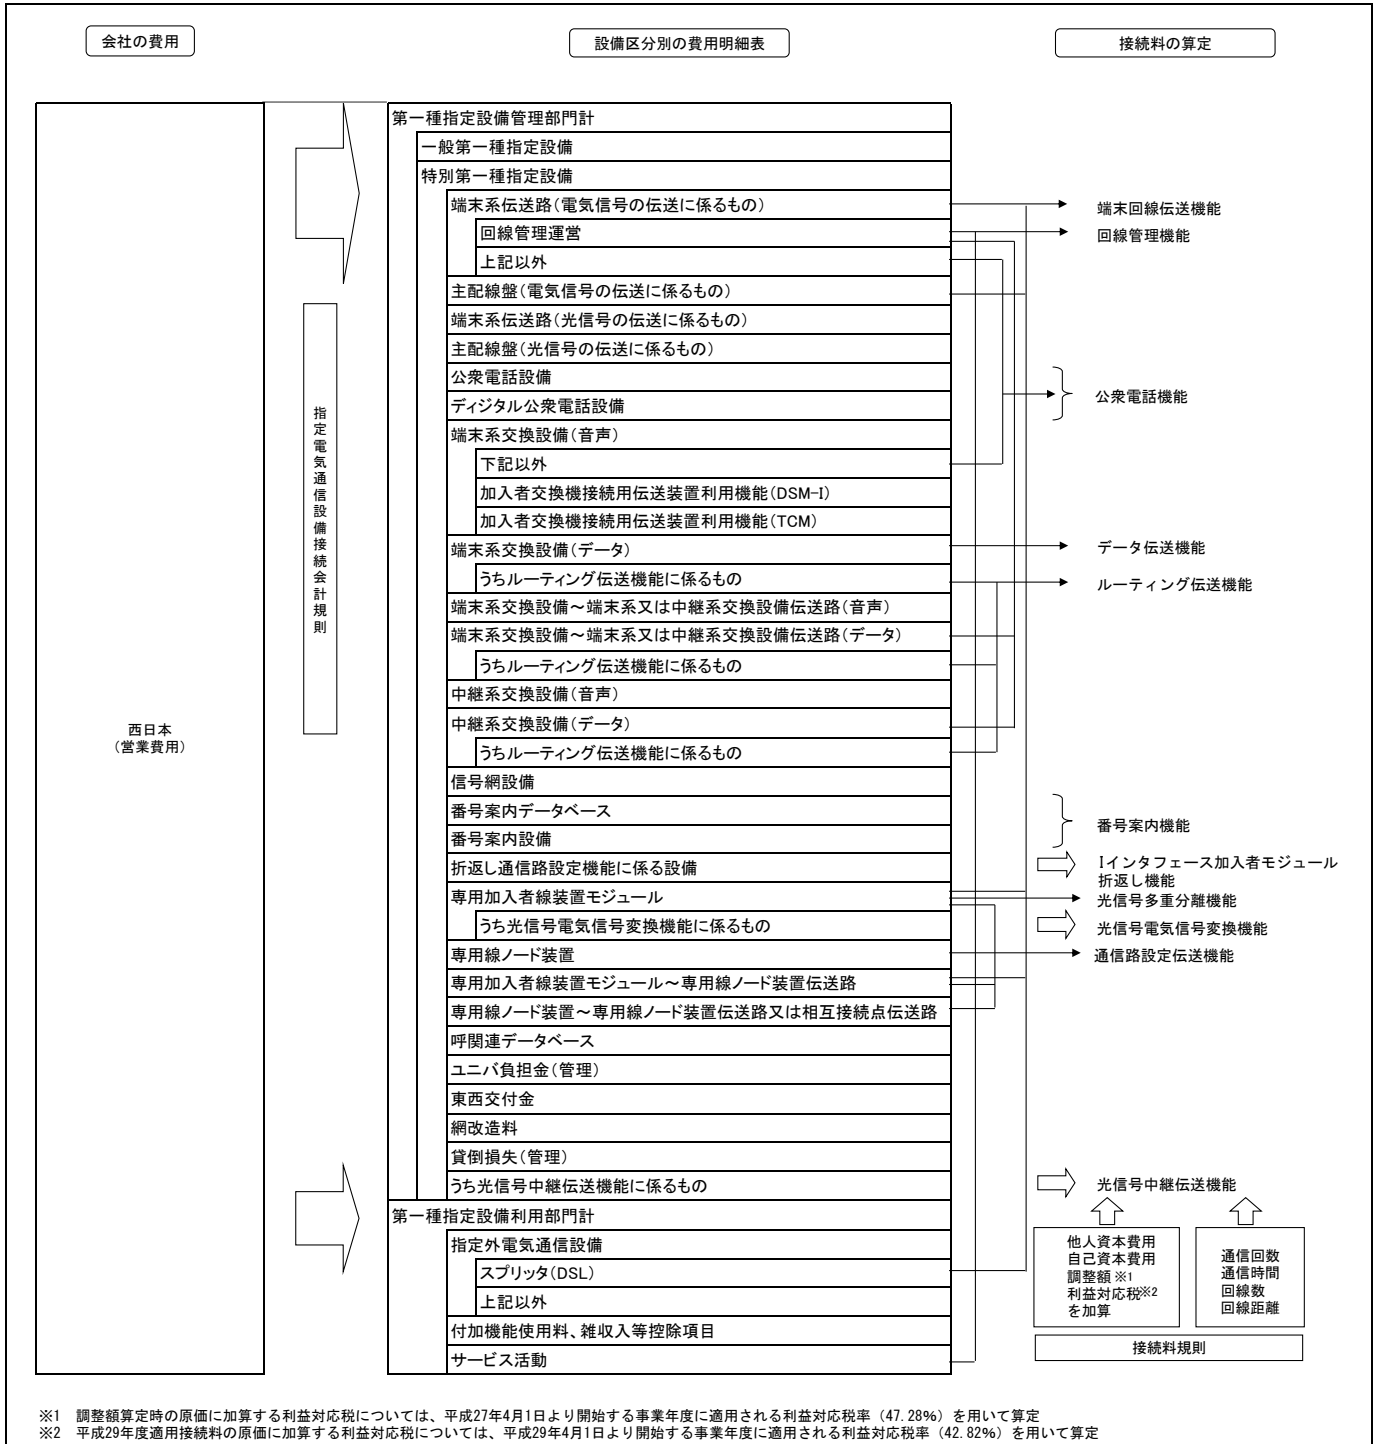 会社の費用
設備区分別の費用明細表
接続料の算定
西日本
（営業費用）
指定電気通信設備接続会計規則
第一種指定設備管理部門計
一般第一種指定設備
特別第一種指定設備
端末系伝送路（電気信号の伝送に係るもの）
回線管理運営
上記以外
主配線盤（電気信号の伝送に係るもの）
端末系伝送路（光信号の伝送に係るもの）
主配線盤（光信号の伝送に係るもの）
公衆電話設備
ディジタル公衆電話設備
端末系交換設備（音声）
下記以外
加入者交換機接続用伝送装置利用機能（DSM-I）
加入者交換機接続用伝送装置利用機能（TCM）
端末系交換設備（データ）
うちルーティング伝送機能に係るもの
端末系交換設備～端末系又は中継系交換設備伝送路（音声）
端末系交換設備～端末系又は中継系交換設備伝送路（データ）
うちルーティング伝送機能に係るもの
中継系交換設備（音声）
中継系交換設備（データ）
うちルーティング伝送機能に係るもの
信号網設備
番号案内データベース
番号案内設備
折返し通信路設定機能に係る設備
専用加入者線装置モジュール
うち光信号電気信号変換機能に係るもの
専用線ノード装置
専用加入者線装置モジュール～専用線ノード装置伝送路
専用線ノード装置～専用線ノード装置伝送路又は相互接続点伝送路
呼関連データベース
ユニバ負担金（管理）
東西交付金
網改造料
貸倒損失（管理）
うち光信号中継伝送機能に係るもの
第一種指定設備利用部門計
指定外電気通信設備
スプリッタ（DSL）
上記以外
付加機能使用料、雑収入等控除項目
サービス活動
端末回線伝送機能
回線管理機能
公衆電話機能
データ伝送機能
ルーティング伝送機能
番号案内機能
Iインタフェース加入者モジュール
折返し機能
光信号多重分離機能
光信号電気信号変換機能
通信路設定伝送機能
光信号中継伝送機能
他人資本費用
自己資本費用
調整額※1
利益対応税※2
を加算
通信回数
通信時間
回線数
回線距離
接続料規則
※1 調整額算定時の原価に加算する利益対応税については、平成27年4月1日より開始する事業年度に適用される利益対応税率（47.28%）を用いて算定
※2 平成29年度適用接続料の原価に加算する利益対応税については、平成29年4月1日より開始する事業年度に適用される利益対応税率（42.82%）を用いて算定